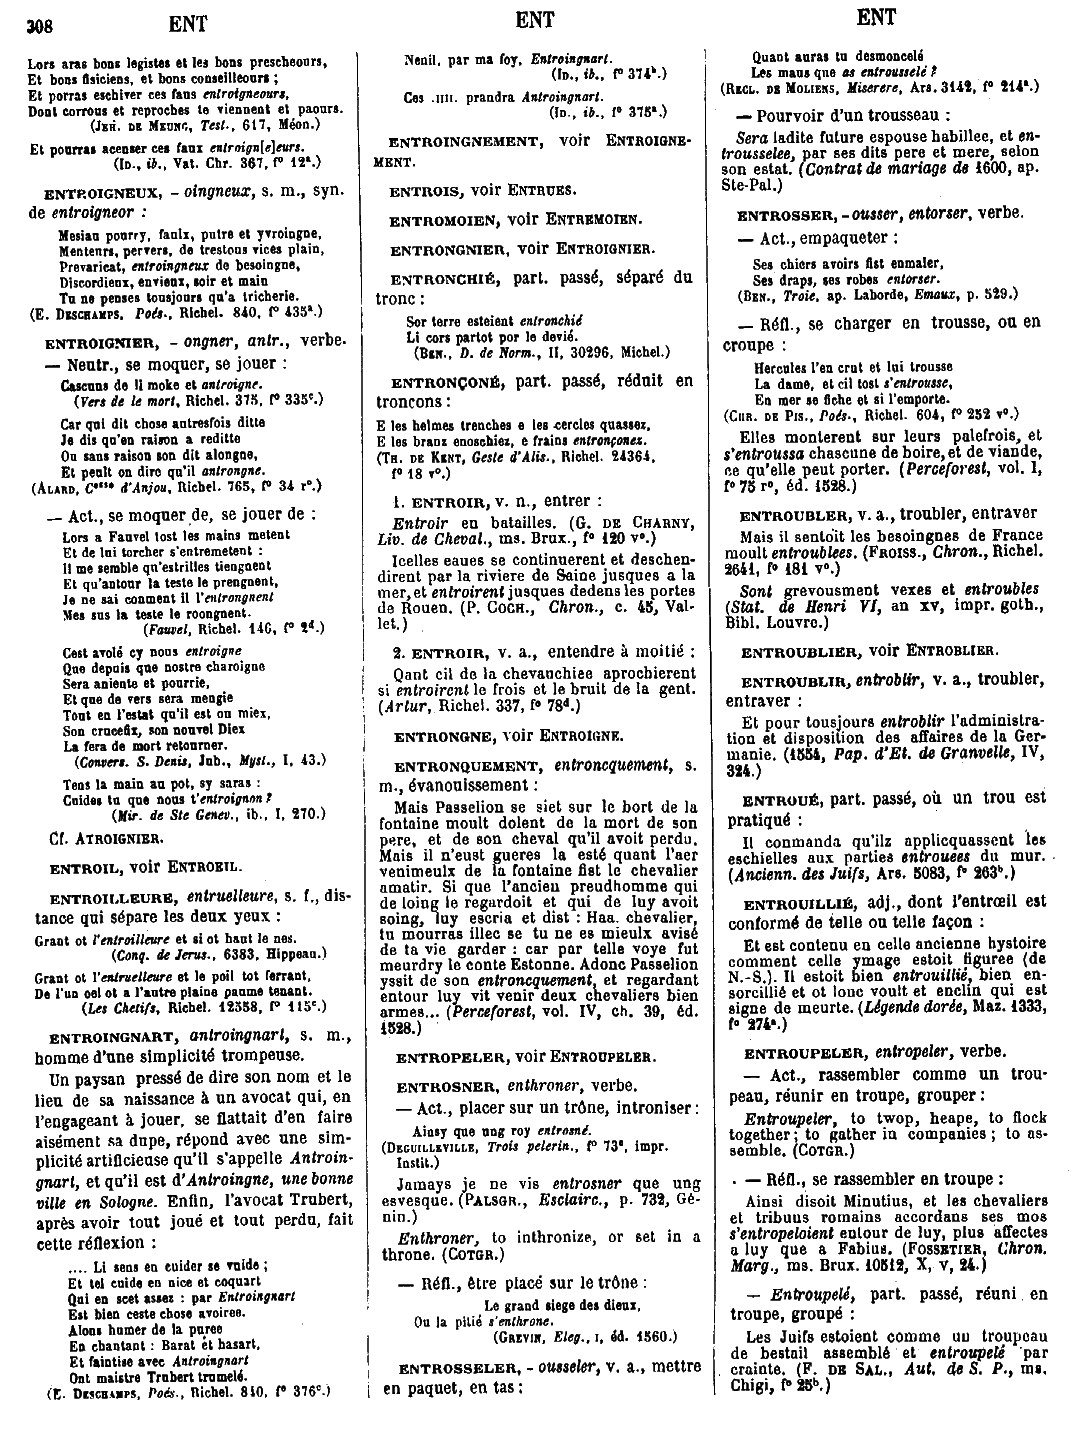 308 ENT ENT ENT
Lors aras bons legistes et les bons prescheours,
Et bons fisiciens, et bons conseilleours ;
Et porras eschiver ces faus entroigneours,
Dont corrous et reproches te viennent et paours.
(JEH. DE MEUNG, Test., 617, Méon.)
Et pourras acenser ces faux entroign[e]eurs.
(ID., ib., Vat. Chr. 367, f° 12ᵃ.)
ENTROIGNEUX, - oingneux, s. m., syn.
de entroigneor :
Mesiau pourry, faulx, putre et yvroingne,
Menteurs, pervers, de trestous vices plain,
Prevaricat, entroingneux de besoingne,
Discordieux, envieux, soir et main
Tu ne penses tousjours qu'a tricherie.
(E. DESCHAMPS, Poés., Richel. 840, f° 435ᵃ.)
ENTROIGNIER, - ongner, antr., verbe.
— Neutr., se moquer, se jouer :
Cascuns de li moke et antroigne.
(Vers de le mort, Richel. 375, f° 335ᶜ.)
Car qui dit chose autresfois ditte
Je dis qu'en raison a reditte
Ou sans raison son dit alongne,
Et peult on dire qu'il antrongne.
(ALARD, Cᵉˢˢᵉ d'Anjou, Richel. 765, f° 34 r°.)
— Act., se moquer de, se jouer de :
Lors a Fauvel tost les mains metent
Et de lui torcher s'entremetent :
Il me semble qu'estrilles tiengnent
Et qu'antour la teste le prengnent,
Je ne sai comment il l'entrongnent
Mes sus la teste le roongnent.
(Fauvel, Richel. 146, f° 2ᵈ.)
Cest avolé cy nous entroigne
Que depuis que nostre charoigne
Sera aniente et pourrie,
Et que de vers sera mengie
Tout en l'estat qu'il est ou miex,
Son crucefix, son nouvel Diex
La fera de mort retourner.
(Convers. S. Denis, Jub., Myst., I, 43.)
Tens la main au pot, sy saras :
Cuides tu que nous t'entroignon ?
(Mir. de Ste Genev., ib., I, 270.)
Cf. ATROIGNIER.
ENTROIL, voir ENTROEIL.
ENTROILLEURE, entruelleure, s. f., dis-
tance qui sépare les deux yeux :
Grant ot l'entroilleure et si ot haut le nes.
(Conq. de Jerus., 6383, Hippeau.)
Grant ot l'entruelleure et le poil tot ferrant,
De l'un oel ot a l'autre plaine paume tenant.
(Les Chetifs, Richel. 12558, f° 115ᶜ.)
ENTROINGNART, antroingnart, s. m.,
homme d'une simplicité trompeuse.
Un paysan pressé de dire son nom et le
lieu de sa naissance à un avocat qui, en
l'engageant à jouer, se flattait d'en faire
aisément sa dupe, répond avec une sim-
plicité artificieuse qu'il s'appelle Antroin-
gnart, et qu'il est d'Antroingne, une bonne
ville en Sologne. Enfin, l'avocat Trubert,
après avoir tout joué et tout perdu, fait
cette réflexion :
.... Li sens en cuider se vuide ;
Et tel cuide en nice et coquart
Qui en scet assez : par Entroingnart
Est bien ceste chose avoiree.
Alons humer de la puree
En chantant : Barat et hasart,
Et faintise avec Antroingnart
Ont maistre Trubert tramelé.
(E. DESCHAMPS, Poés., Richel. 840, f° 376ᶜ.)
Nenil, par ma foy, Entroingnart.
(ID., ib., f° 374ᵇ.)
Ces .IIII. prandra Antroingnart.
(ID., ib., f° 375ᵃ.)
ENTROINGNEMENT, voir ENTROIGNE-
MENT.
ENTROIS, voir ENTRUES.
ENTROMOIEN, voir ENTREMOIEN.
ENTRONGNIER, voir ENTROIGNIER.
ENTRONCHIÉ, part. passé, séparé du
tronc :
Sor terre esteient entronchié
Li cors partot por le devié.
(BEN., D. de Norm., II, 30296, Michel.)
ENTRONÇONÉ, part. passé, réduit en
troncons :
E les helmes trenches e les cercles quassez,
E les branz enoschiez, e frains entronçonez.
(TH. DE KENT, Geste d'Alis., Richel. 24364,
f° 18 v°.)
1. ENTROIR, v. n., entrer :
Entroir en batailles. (G. DE CHARNY,
Liv. de Cheval., ms. Brux., f° 120 v°.)
Icelles eaues se continuerent et descen-
dirent par la riviere de Saine jusques a la
mer, et entroirent jusques dedens les portes
de Rouen. (P. COCH., Chron., c. 45, Val-
let.)
2. ENTROIR, v. a., entendre à moitié :
Qant cil de la chevauchiee aprochierent
si entroirent le frois et le bruit de la gent.
(Artur, Richel. 337, f° 78ᵈ.)
ENTRONGNE, voir ENTROIGNE.
ENTRONQUEMENT, entroncquement, s.
m., évanouissement :
Mais Passelion se siet sur le bort de la
fontaine moult dolent de la mort de son
pere, et de son cheval qu'il avoit perdu.
Mais il n'eust gueres la esté quant l'aer
venimeulx de la fontaine fist le chevalier
amatir. Si que l'ancien preudhomme qui
de loing le regardoit et qui de luy avoit
soing, luy escria et dist : Haa. chevalier,
tu mourras illec se tu ne es mieulx avisé
de ta vie garder : car par telle voye fut
meurdry le conte Estonne. Adonc Passelion
yssit de son entroncquement, et regardant
entour luy vit venir deux chevaliers bien
armes... (Perceforest, vol. IV, ch. 39, éd.
1528.)
ENTROPELER, voir ENTROUPELER.
ENTROSNER, enthroner, verbe.
— Act., placer sur un trône, introniser :
Ainsy que ung roy entrosné.
(DEGUILLEVILLE, Trois pelerin., f° 73ᵃ, impr.
Instit.)
Jamays je ne vis entrosner que ung
esvesque. (PALSGR., Esclairc., p. 732, Gé-
nin.)
Enthroner, to inthronize, or set in a
throne. (COTGR.)
— Réfl., être placé sur le trône :
Le grand siege des dieux,
Ou la pitié s'enthrone.
(GREVIN, Eleg., I, éd. 1560.)
ENTROSSELER, - ousseler, v. a., mettre
en paquet, en tas :
Quant auras tu desmoncelé
Les maus que as entrousselé ?
(RECL. DE MOLIENS, Miserere, Ars. 3142, f° 214ᵃ.)
— Pourvoir d'un trousseau :
Sera ladite future espouse habillee, et en-
trousselee, par ses dits pere et mere, selon
son estat. (Contrat de mariage de 1600, ap.
Ste-Pal.)
ENTROSSER, - ousser, entorser, verbe.
— Act., empaqueter :
Ses chiers avoirs fist enmaler,
Ses draps, ses robes entorser.
(BEN., Troie, ap. Laborde, Emaux, p. 529.)
— Réfl., se charger en trousse, ou en
croupe :
Hercules l'en crut et lui trousse
La dame, et cil tost s'entrousse,
En mer se fiche et si l'emporte.
(CHR. DE PIS., Poés., Richel. 604, f° 252 v°.)
Elles monterent sur leurs palefrois, et
s'entroussa chascune de boire, et de viande,
ce qu'elle peut porter. (Perceforest, vol. I,
f° 75 r°, éd. 1528.)
ENTROUBLER, v. a., troubler, entraver
Mais il sentoit les besoingnes de France
moult entroublees. (FROISS., Chron., Richel.
2641, f° 181 v°.)
Sont grevousment vexes et entroubles
(Stat. de Henri VI, an XV, impr. goth.,
Bibl. Louvre.)
ENTROUBLIER, voir ENTROBLIER.
ENTROUBLIR, entroblir, v. a., troubler,
entraver :
Et pour tousjours entroblir l'administra-
tion et disposition des affaires de la Ger-
manie. (1554, Pap. d'Et. de Granvelle, IV,
324.)
ENTROUÉ, part. passé, où un trou est
pratiqué :
Il conmanda qu'ilz applicquassent les
eschielles aux parties entrouees du mur.
(Ancienn. des Juifs, Ars. 5083, f° 263ᵇ.)
ENTROUILLIÉ, adj., dont l'entrœil est
conformé de telle ou telle façon :
Et est contenu en celle ancienne hystoire
comment celle ymage estoit figuree (de
N.-S.). Il estoit bien entrouillié, bien en-
sorcillié et ot louc voult et enclin qui est
signe de meurte. (Légende dorée, Maz. 1333,
f° 274ᵃ.)
ENTROUPELER, entropeler, verbe.
— Act., rassembler comme un trou-
peau, réunir en troupe, grouper :
Entroupeler, to twop, heape, to flock
together ; to gather in companies ; to as-
semble. (COTGR.)
— Réfl., se rassembler en troupe :
Ainsi disoit Minutius, et les chevaliers
et tribuns romains accordans ses mos
s'entropeloient entour de luy, plus affectes
a luy que a Fabius. (FOSSETIER, Chron.
Marg., ms. Brux. 10512, X, V, 24.)
— Entroupelé, part. passé, réuni en
troupe, groupé :
Les Juifs estoient comme un troupeau
de bestail assemblé et entroupelé par
crainte. (F. DE SAL., Aut. de S. P., ms.
Chigi, f° 25ᵇ.)